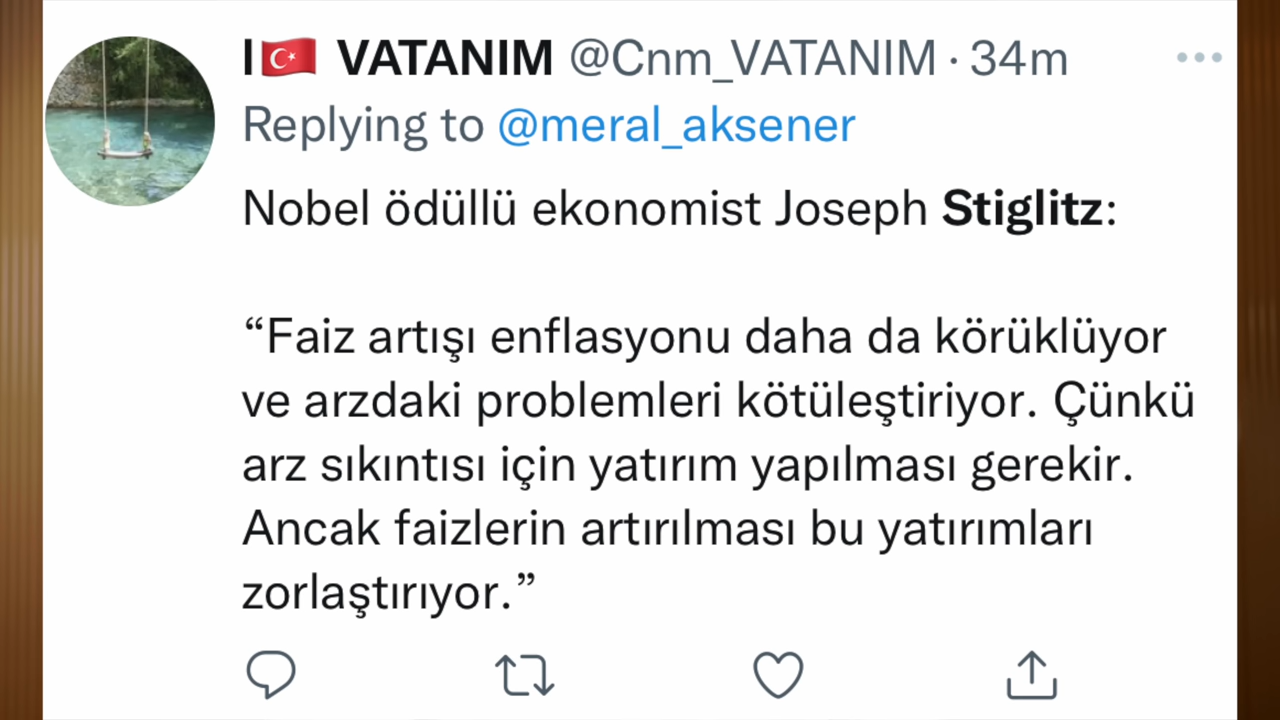 I🇹🇷 VATANIM @Cnm_VATANIM · 34m
Replying to @meral_aksener
Nobel ödüllü ekonomist Joseph Stiglitz:
“Faiz artışı enflasyonu daha da körüklüyor
ve arzdaki problemleri kötüleştiriyor. Çünkü
arz sıkıntısı için yatırım yapılması gerekir.
Ancak faizlerin artırılması bu yatırımları
zorlaştırıyor.”